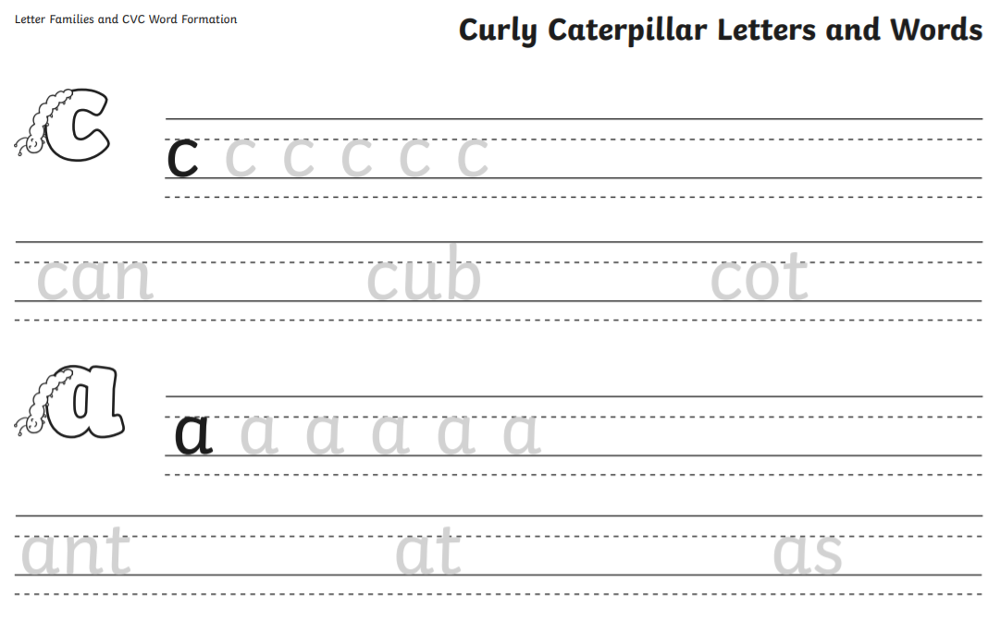 Letter Families and CVC Word Formation
Curly Caterpillar Letters and Words
c
c c c c c c
can cub cot
a
a a a a a a
ant at as